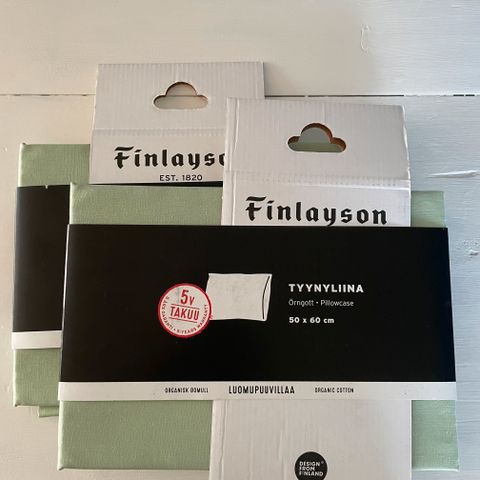 Finlayson
EST. 1820
Finlayson
TYYNYLIINA
Örngott • Pillowcase
50 x 60 cm
5V
TAKUU
ORGANISK BOMULL LUOMUPUUVILLAA ORGANIC COTTON
DESIGN
FROM
FINLAND